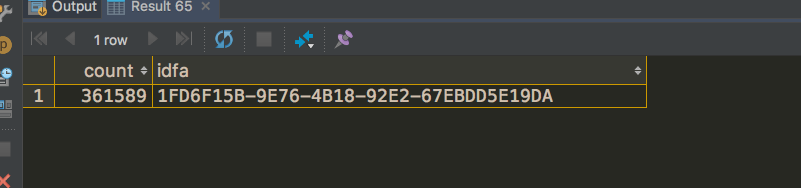 Output Result 65
1 row
count idfa
1 361589 1FD6F15B-9E76-4B18-92E2-67EBDD5E19DA